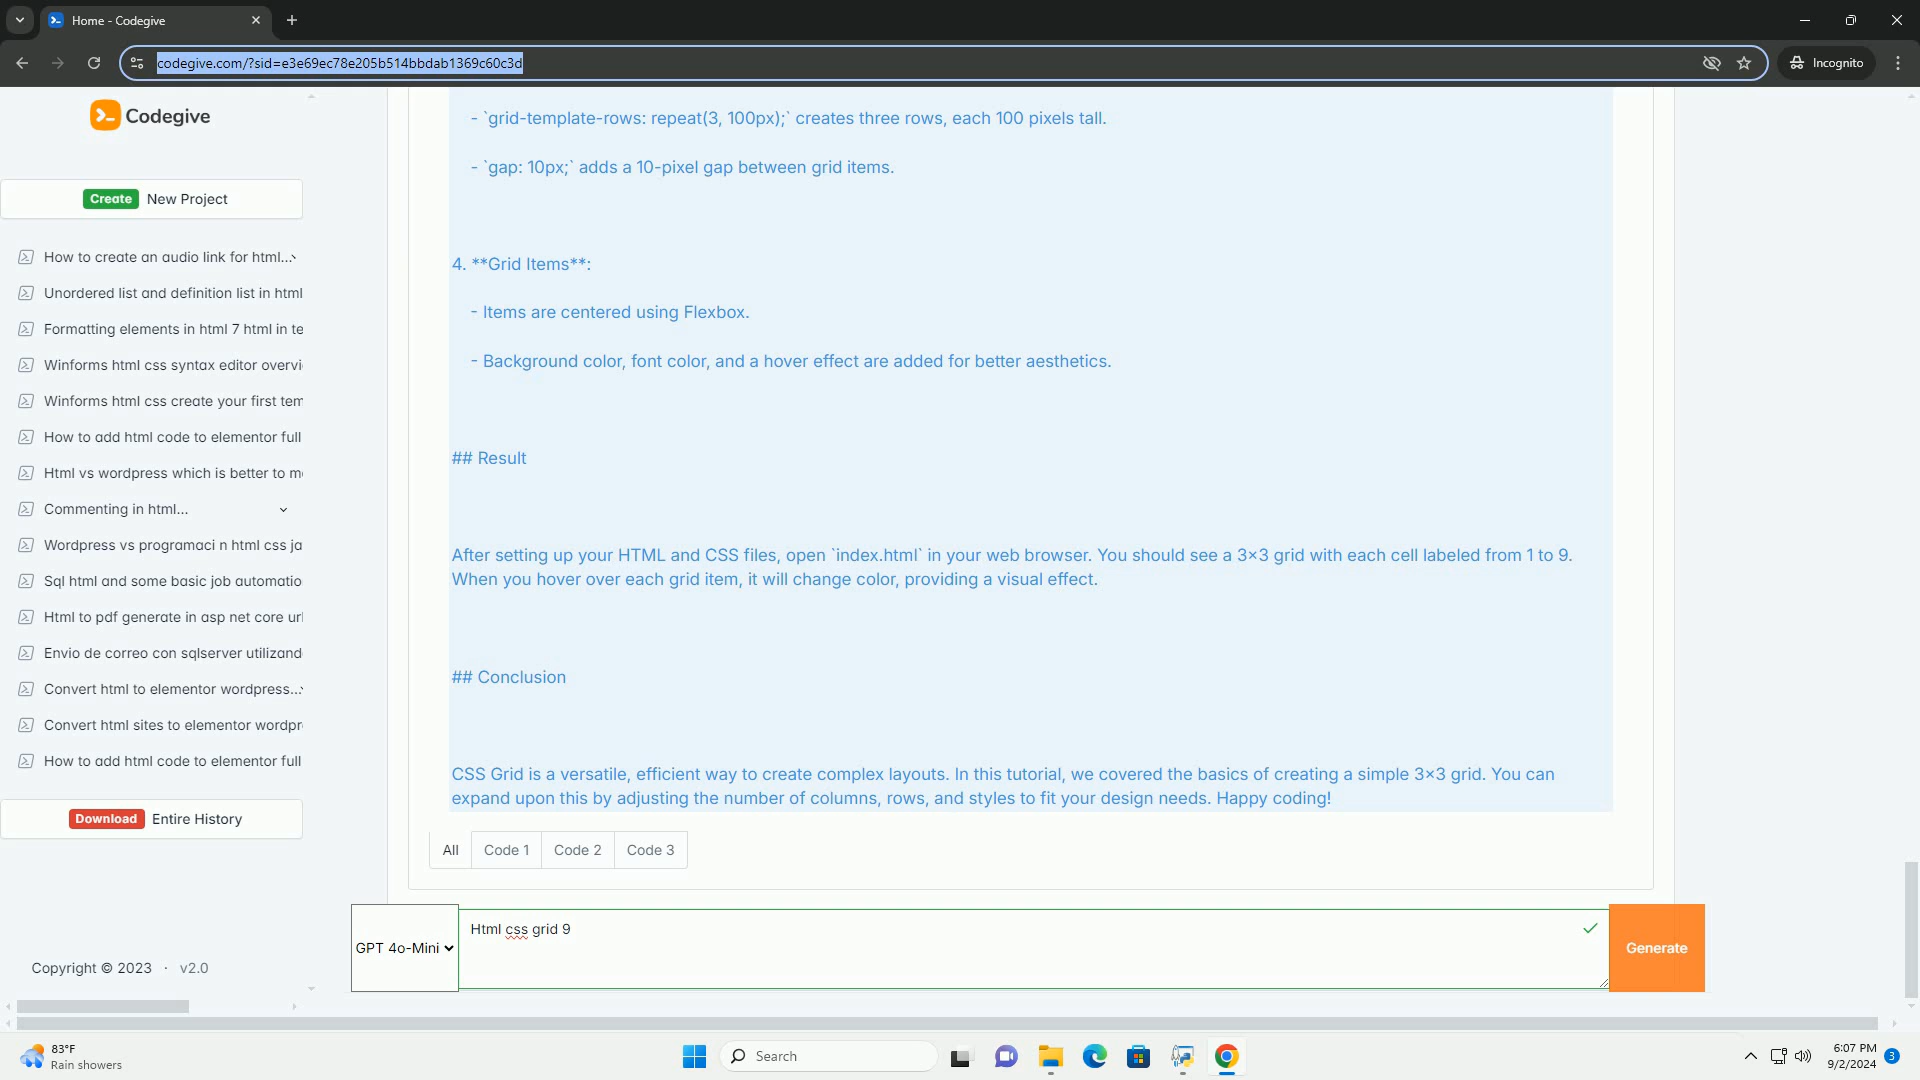 Home - Codegive
codegive.com/?sid=e3e69ec78e205b514bbdab1369c60c3d
Incognito
Codegive
Create New Project
How to create an audio link for html...
Unordered list and definition list in html
Formatting elements in html 7 html in te
Winforms html css syntax editor overvi
Winforms html css create your first tem
How to add html code to elementor full
Html vs wordpress which is better to m
Commenting in html...
Wordpress vs programaci n html css ja
Sql html and some basic job automatio
Html to pdf generate in asp net core url
Envio de correo con sqlserver utilizand
Convert html to elementor wordpress...
Convert html sites to elementor wordpr
How to add html code to elementor full
Download Entire History
Copyright © 2023 · v2.0
- `grid-template-rows: repeat(3, 100px);` creates three rows, each 100 pixels tall.
- `gap: 10px;` adds a 10-pixel gap between grid items.
4. **Grid Items**:
- Items are centered using Flexbox.
- Background color, font color, and a hover effect are added for better aesthetics.
## Result
After setting up your HTML and CSS files, open `index.html` in your web browser. You should see a 3x3 grid with each cell labeled from 1 to 9.
When you hover over each grid item, it will change color, providing a visual effect.
## Conclusion
CSS Grid is a versatile, efficient way to create complex layouts. In this tutorial, we covered the basics of creating a simple 3x3 grid. You can
expand upon this by adjusting the number of columns, rows, and styles to fit your design needs. Happy coding!
All Code 1 Code 2 Code 3
GPT 4o-Mini
Html css grid 9
Generate
83°F
Rain showers
Search
6:07 PM
9/2/2024
3